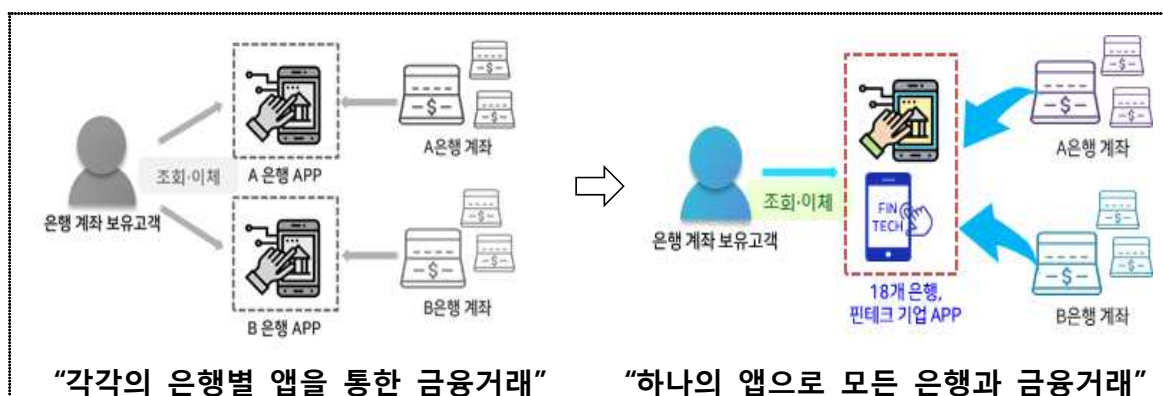 A은행 계좌
조회·이체
A 은행 APP
은행 계좌 보유고객
B은행 계좌
B 은행 APP
“각각의 은행별 앱을 통한 금융거래”
A은행 계좌
조회·이체
FIN
TECH
은행 계좌 보유고객
18개 은행,
핀테크 기업 APP
B은행 계좌
“하나의 앱으로 모든 은행과 금융거래”